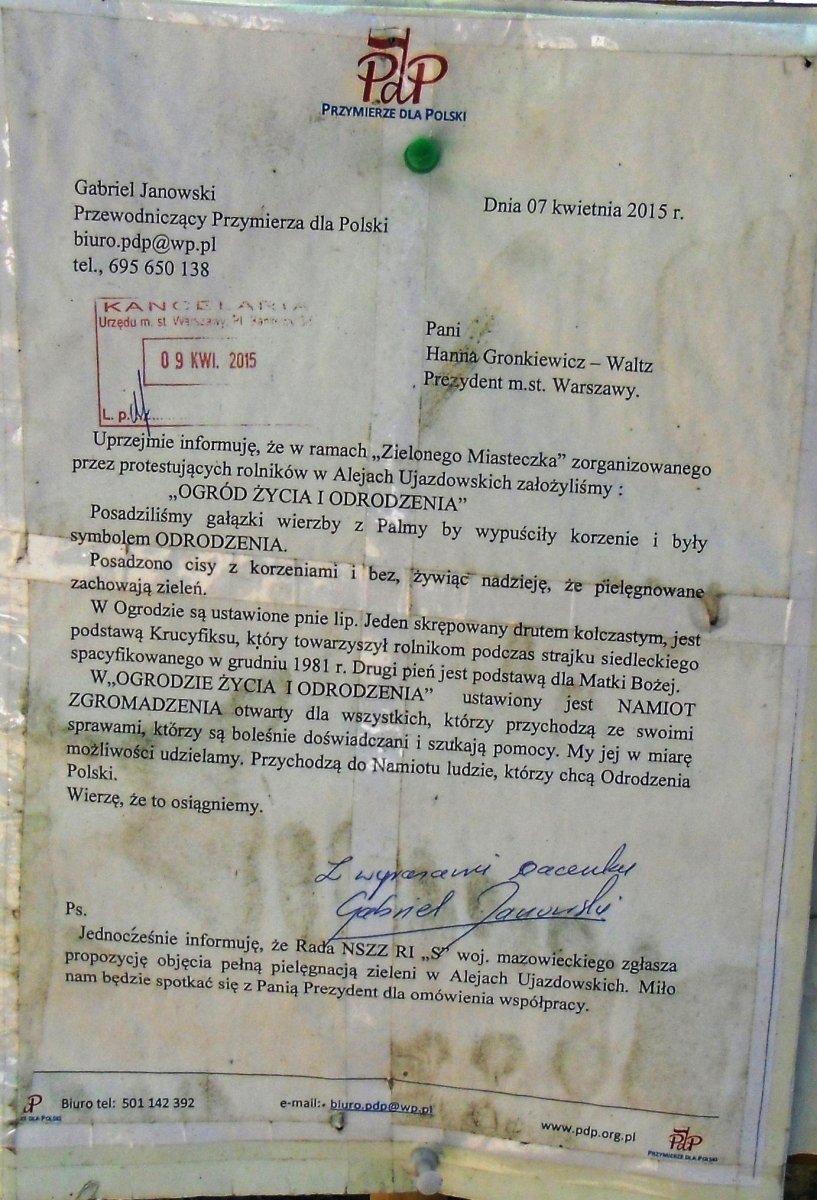 PdP
PRZYMIERZE DLA POLSKI
Gabriel Janowski
Przewodniczący Przymierza dla Polski
biuro.pdp@wp.pl
tel., 695 650 138
Dnia 07 kwietnia 2015 r.
KANCELARIA
Urzędu m. st. Warszawy, Pl.
09 KWI. 2015
L. p.
Pani
Hanna Gronkiewicz – Waltz
Prezydent m.st. Warszawy.
Uprzejmie informuję, że w ramach „Zielonego Miasteczka” zorganizowanego
przez protestujących rolników w Alejach Ujazdowskich założyliśmy :
„OGRÓD ŻYCIA I ODRODZENIA”
Posadziliśmy gałązki wierzby z Palmy by wypuściły korzenie i były
symbolem ODRODZENIA.
Posadzono cisy z korzeniami i bez, żywiąc nadzieję, że pielęgnowane
zachowają zieleń.
W Ogrodzie są ustawione pnie lip. Jeden skrępowany drutem kolczastym, jest
podstawą Krucyfiksu, który towarzyszył rolnikom podczas strajku siedleckiego
spacyfikowanego w grudniu 1981 r. Drugi pień jest podstawą dla Matki Bożej.
W„OGRODZIE ŻYCIA I ODRODZENIA” ustawiony jest NAMIOT
ZGROMADZENIA otwarty dla wszystkich, którzy przychodzą ze swoimi
sprawami, którzy są boleśnie doświadczani i szukają pomocy. My jej w miarę
możliwości udzielamy. Przychodzą do Namiotu ludzie, którzy chcą Odrodzenia
Polski.
Wierzę, że to osiągniemy.
Z wyrazami szacunku
Gabriel Janowski
Ps.
Jednocześnie informuję, że Rada NSZZ RI „S” woj. mazowieckiego zgłasza
propozycję objęcia pełną pielęgnacją zieleni w Alejach Ujazdowskich. Miło
nam będzie spotkać się z Panią Prezydent dla omówienia współpracy.
Biuro tel: 501 142 392
e-mail: biuro.pdp@wp.pl
www.pdp.org.pl
PdP
PRZYMIERZE DLA POLSKI